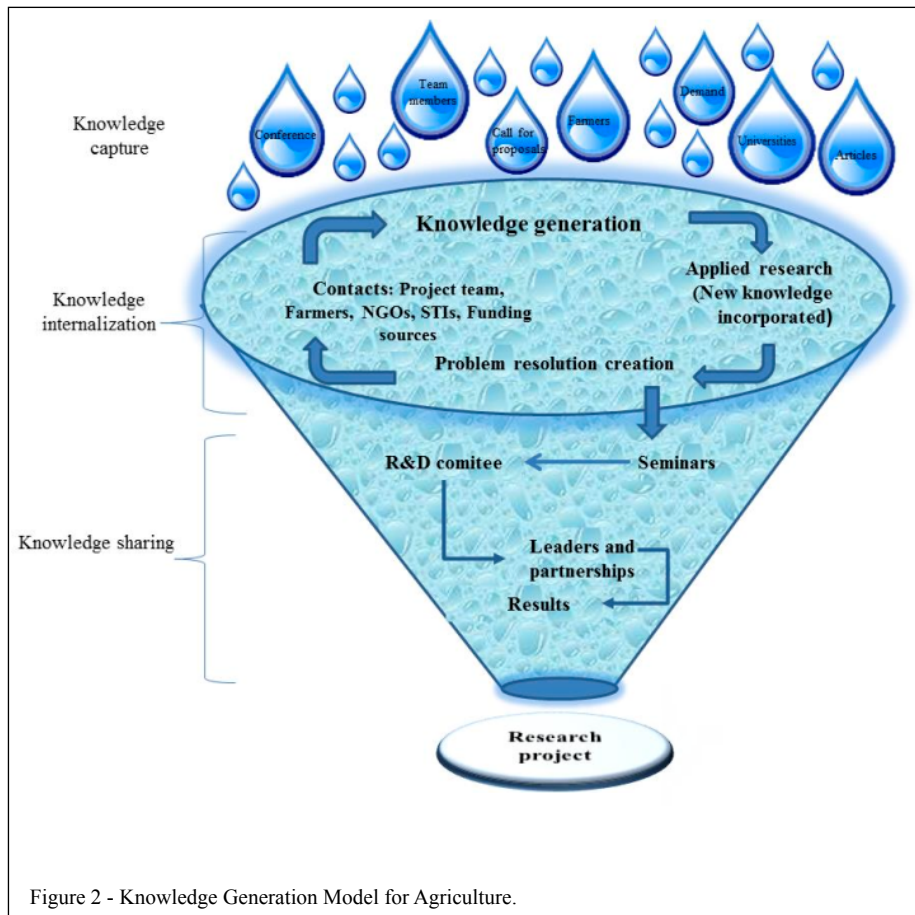 Team
members
Demand
Conference
Call for
proposals
Farmers
Universities
Articles
Knowledge
capture
Knowledge generation
Applied research
(New knowledge
incorporated)
Contacts: Project team,
Farmers, NGOs, STIs, Funding
sources
Problem resolution creation
Knowledge
internalization
R&D comitee
Seminars
Knowledge sharing
Leaders and
partnerships
Results
Research
project
Figure 2 - Knowledge Generation Model for Agriculture.